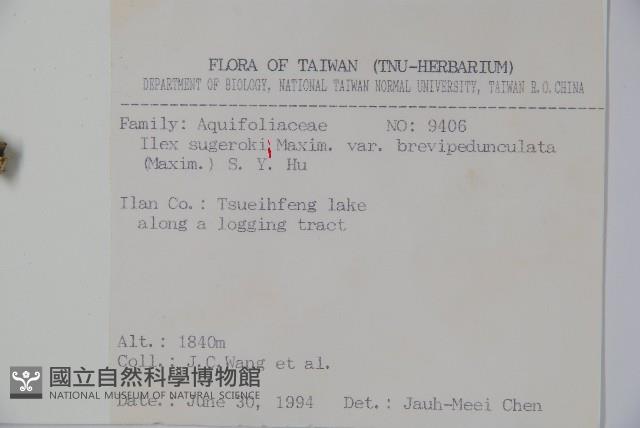 FLORA OF TAIWAN (TNU-HERBARIUM)
DEPARTMENT OF BIOLOGY, NATIONAL TAIWAN NORMAL UNIVERSITY, TAIWAN R.O.CHINA
Family: Aquifoliaceae NO: 9406
Ilex sugeroki Maxim. var. brevipedunculata
(Maxim.) S. Y. Hu
Ilan Co.: Tsueihfeng lake
along a logging tract
Alt.: 1840m
Coll.: J.C.Wang et al.
國立自然科學博物館
NATIONAL MUSEUM OF NATURAL SCIENCE
Date.: June 30, 1994 Det.: Jauh-Meei Chen